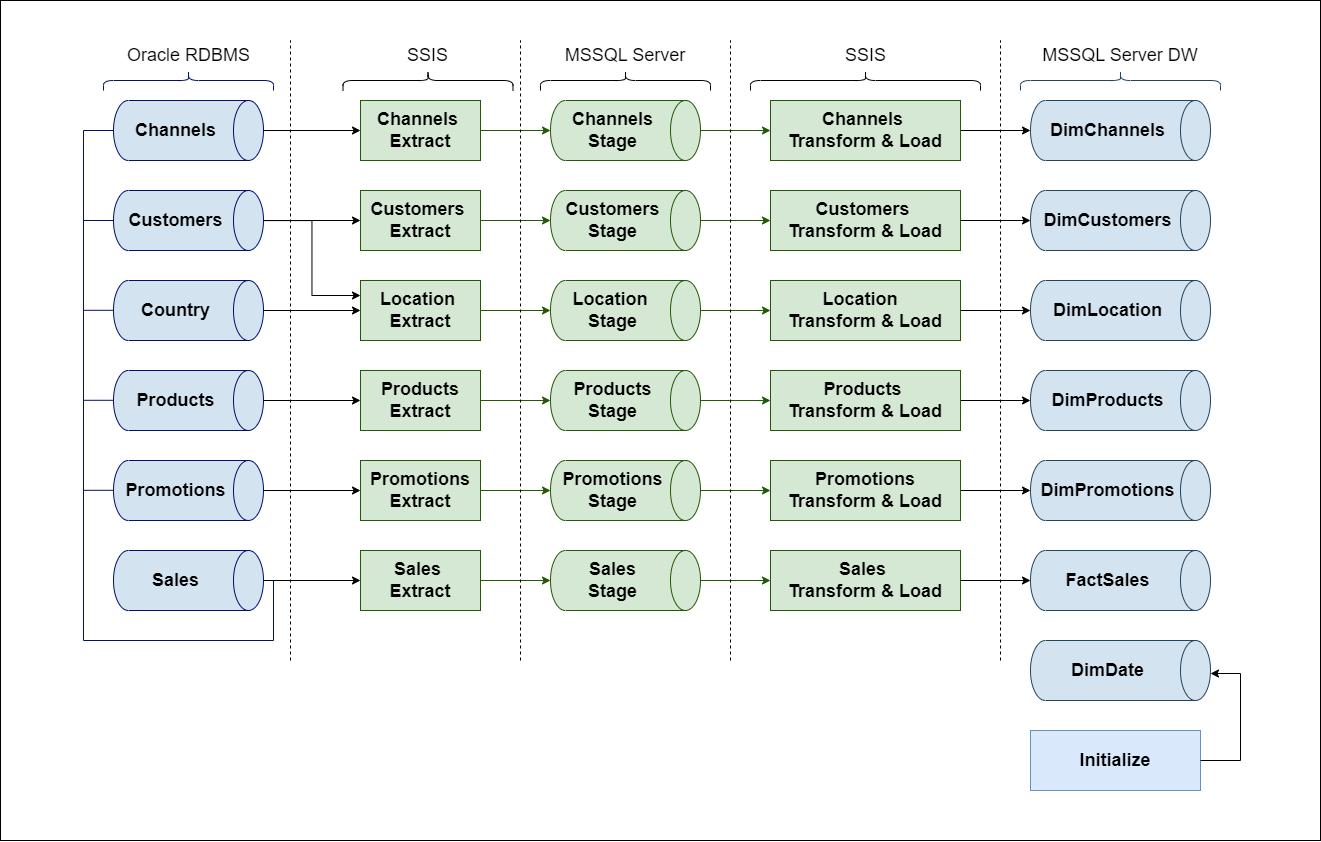 Oracle RDBMS
SSIS
MSSQL Server
SSIS
MSSQL Server DW
Channels
Channels
Extract
Channels
Stage
Channels
Transform & Load
DimChannels
Customers
Customers
Extract
Customers
Stage
Customers
Transform & Load
DimCustomers
Country
Location
Extract
Location
Stage
Location
Transform & Load
DimLocation
Products
Products
Extract
Products
Stage
Products
Transform & Load
DimProducts
Promotions
Promotions
Extract
Promotions
Stage
Promotions
Transform & Load
DimPromotions
Sales
Sales
Extract
Sales
Stage
Sales
Transform & Load
FactSales
DimDate
Initialize